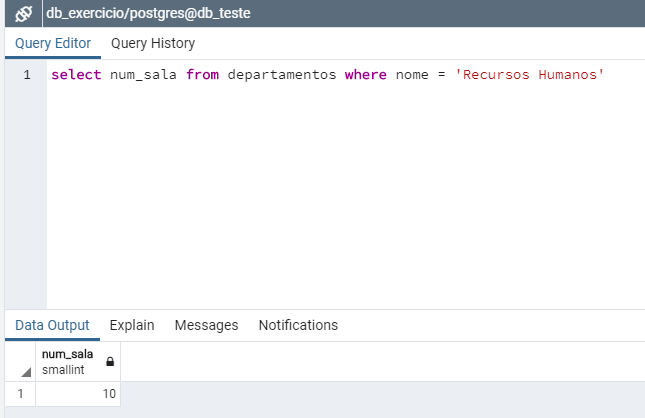 db_exercicio/postgres@db_teste
Query Editor Query History
1 select num_sala from departamentos where nome = 'Recursos Humanos'
Data Output Explain Messages Notifications
num_sala
smallint
1 10